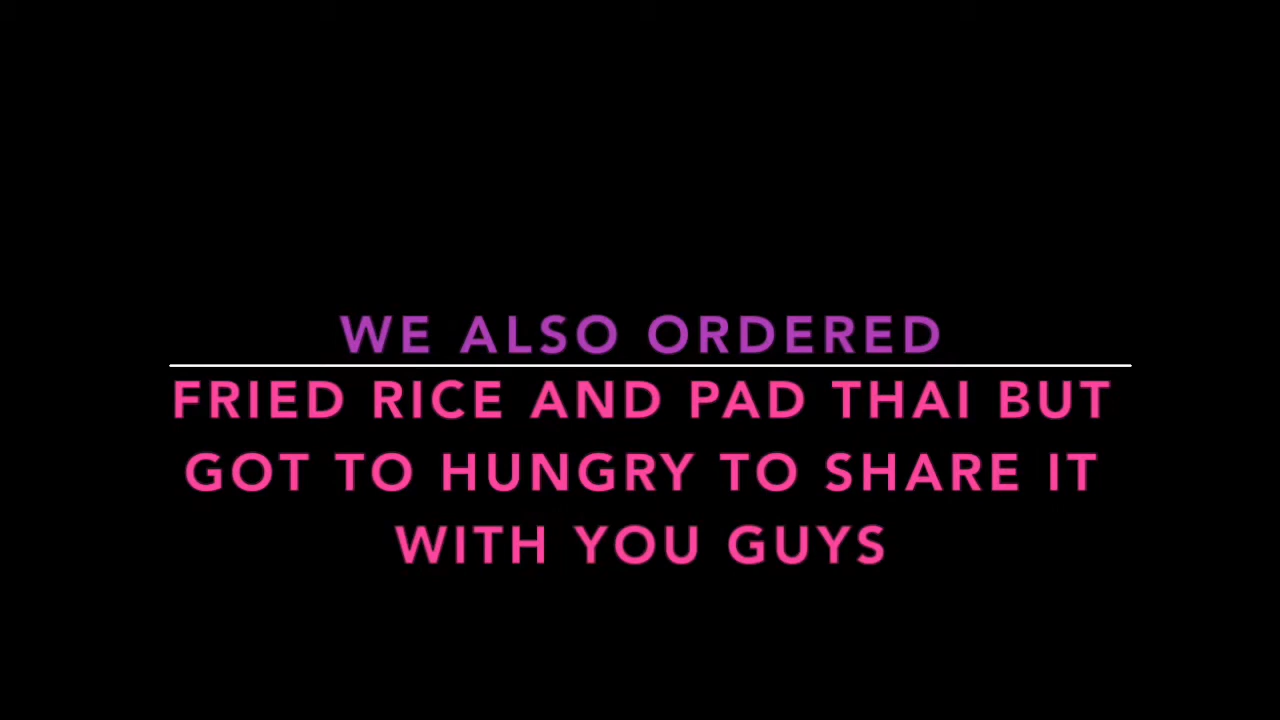 WE ALSO ORDERED
FRIED RICE AND PAD THAI BUT
GOT TO HUNGRY TO SHARE IT
WITH YOU GUYS